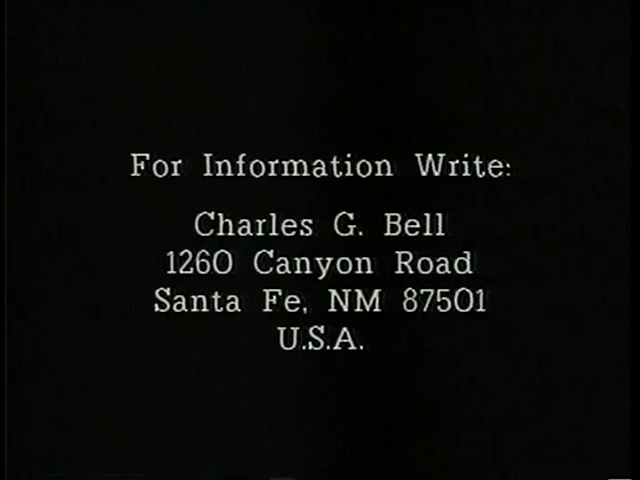 For Information Write:
Charles G. Bell
1260 Canyon Road
Santa Fe, NM 87501
U.S.A.